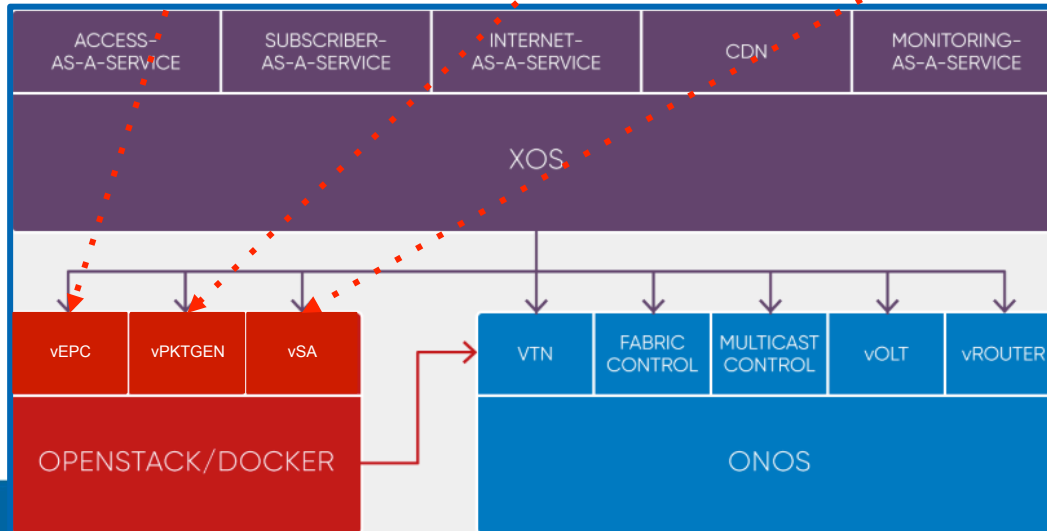 ACCESS-
AS-A-SERVICE
SUBSCRIBER-
AS-A-SERVICE
INTERNET-
AS-A-SERVICE
CDN
MONITORING-
AS-A-SERVICE
XOS
vEPC
vPKTGEN
vSA
VTN
FABRIC
CONTROL
MULTICAST
CONTROL
vOLT
vROUTER
OPENSTACK/DOCKER
ONOS